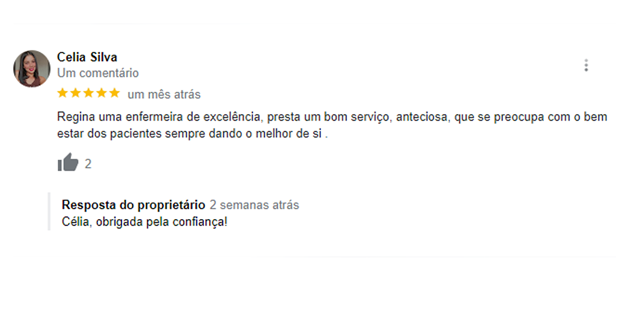 Celia Silva
Um comentário
um mês atrás
Regina uma enfermeira de excelência, presta um bom serviço, anteciosa, que se preocupa com o bem
estar dos pacientes sempre dando o melhor de si .
2
Resposta do proprietário 2 semanas atrás
Célia, obrigada pela confiança!